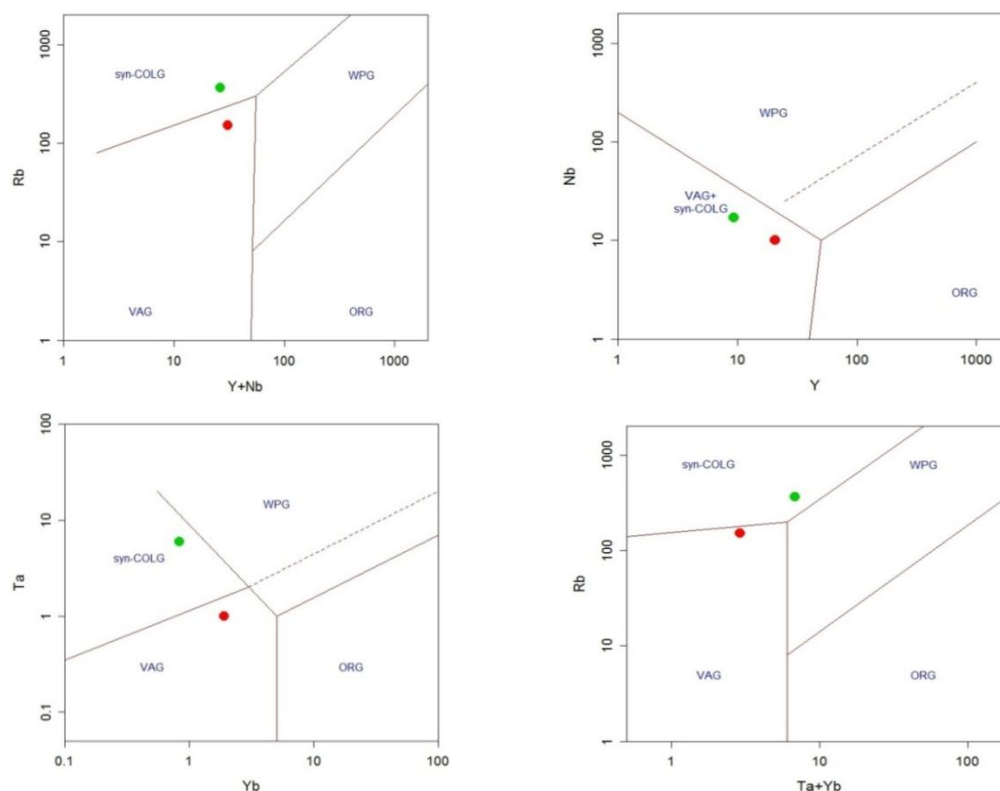 1000
syn-COLG
WPG
100
Rb
10
VAG
ORG
1
1
10
100
1000
Y+Nb
1000
WPG
100
Nb
VAG+
syn-COLG
10
ORG
1
1
10
100
1000
Y
100
WPG
10
syn-COLG
Ta
1
VAG
ORG
0.1
0.1
1
10
100
Yb
1000
syn-COLG
WPG
100
Rb
10
VAG
ORG
1
1
10
100
Ta+Yb